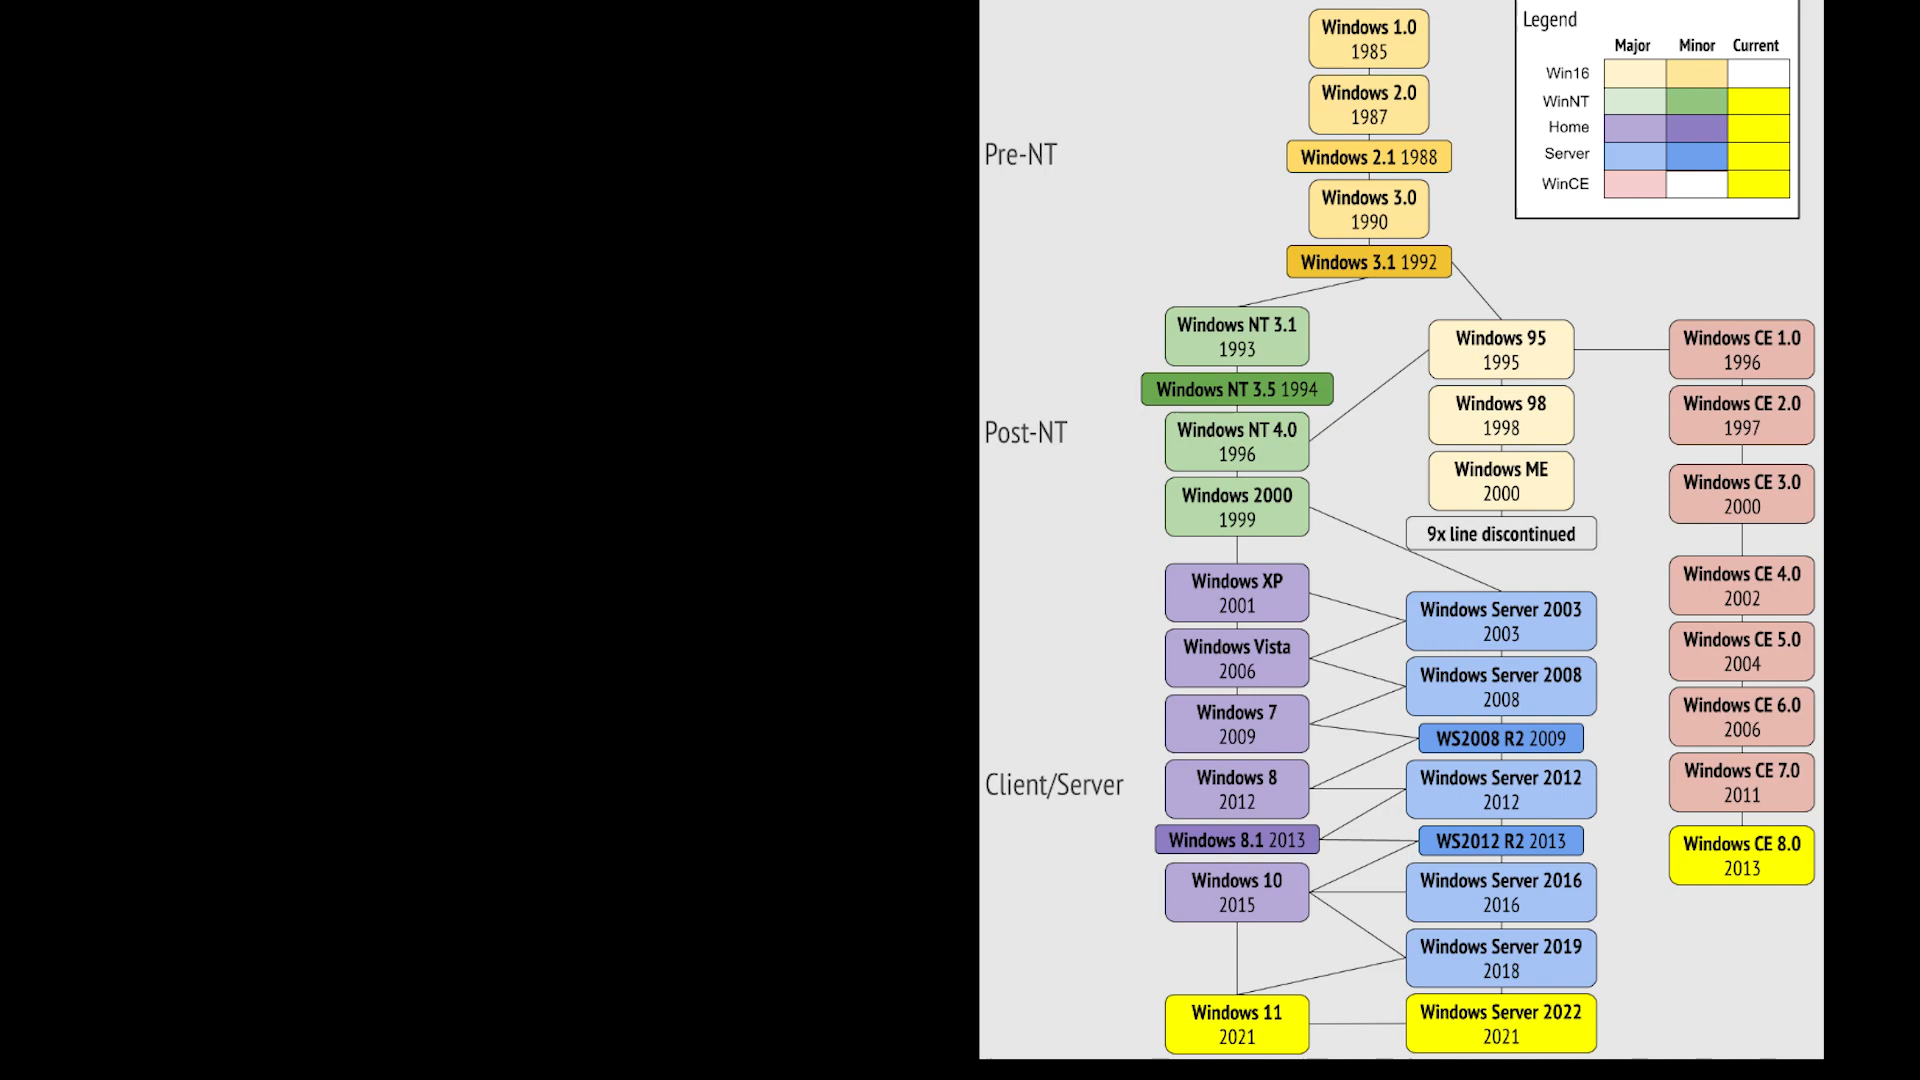 Windows 1.0
1985
Windows 2.0
1987
Windows 2.1 1988
Windows 3.0
1990
Windows 3.1 1992
Legend
Major Minor Current
Win16
WinNT
Home
Server
WinCE
Pre-NT
Windows NT 3.1
1993
Windows NT 3.5 1994
Windows NT 4.0
1996
Windows 2000
1999
Windows 95
1995
Windows 98
1998
Windows ME
2000
9x line discontinued
Windows CE 1.0
1996
Windows CE 2.0
1997
Windows CE 3.0
2000
Post-NT
Windows XP
2001
Windows Vista
2006
Windows 7
2009
Windows 8
2012
Windows 8.1 2013
Windows 10
2015
Windows 11
2021
Windows Server 2003
2003
Windows Server 2008
2008
WS2008 R2 2009
Windows Server 2012
2012
WS2012 R2 2013
Windows Server 2016
2016
Windows Server 2019
2018
Windows Server 2022
2021
Windows CE 4.0
2002
Windows CE 5.0
2004
Windows CE 6.0
2006
Windows CE 7.0
2011
Windows CE 8.0
2013
Client/Server